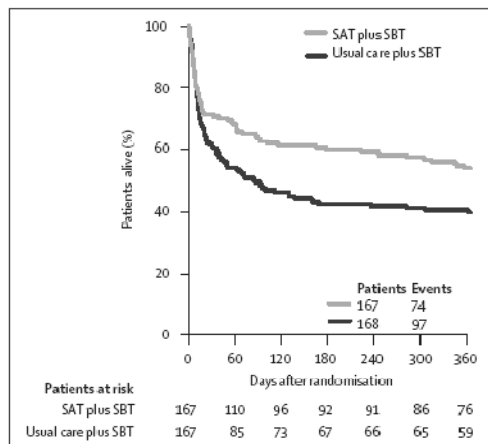 100
80
60
40
20
0
Patients alive (%)
SAT plus SBT
Usual care plus SBT
Patients Events
167 74
168 97
0 60 120 180 240 300 360
Days after randomisation
Patients at risk
SAT plus SBT 167 110 96 92 91 86 76
Usual care plus SBT 167 85 73 67 66 65 59